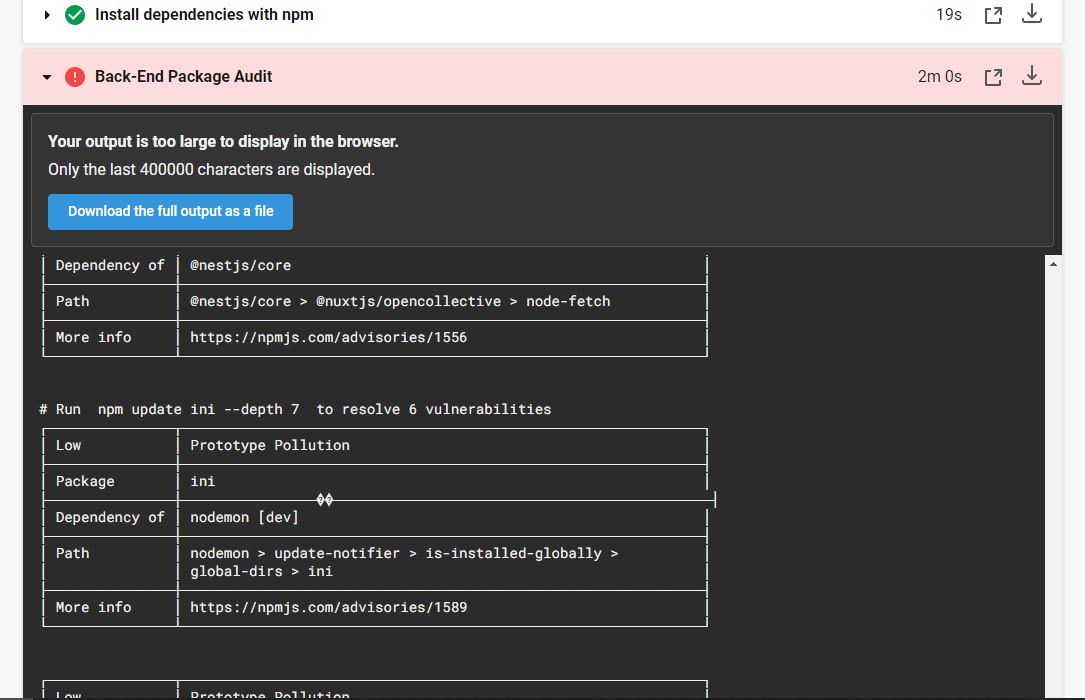 Install dependencies with npm
19s
Back-End Package Audit
2m 0s
Your output is too large to display in the browser.
Only the last 400000 characters are displayed.
Download the full output as a file
Dependency of │ @nestjs/core
Path │ @nestjs/core > @nuxtjs/opencollective > node-fetch
More info │ https://npmjs.com/advisories/1556
# Run  npm update ini --depth 7  to resolve 6 vulnerabilities
Low │ Prototype Pollution
Package │ ini
��
Dependency of │ nodemon [dev]
Path │ nodemon > update-notifier > is-installed-globally >
global-dirs > ini
More info │ https://npmjs.com/advisories/1589
Low │ Prototype Pollution